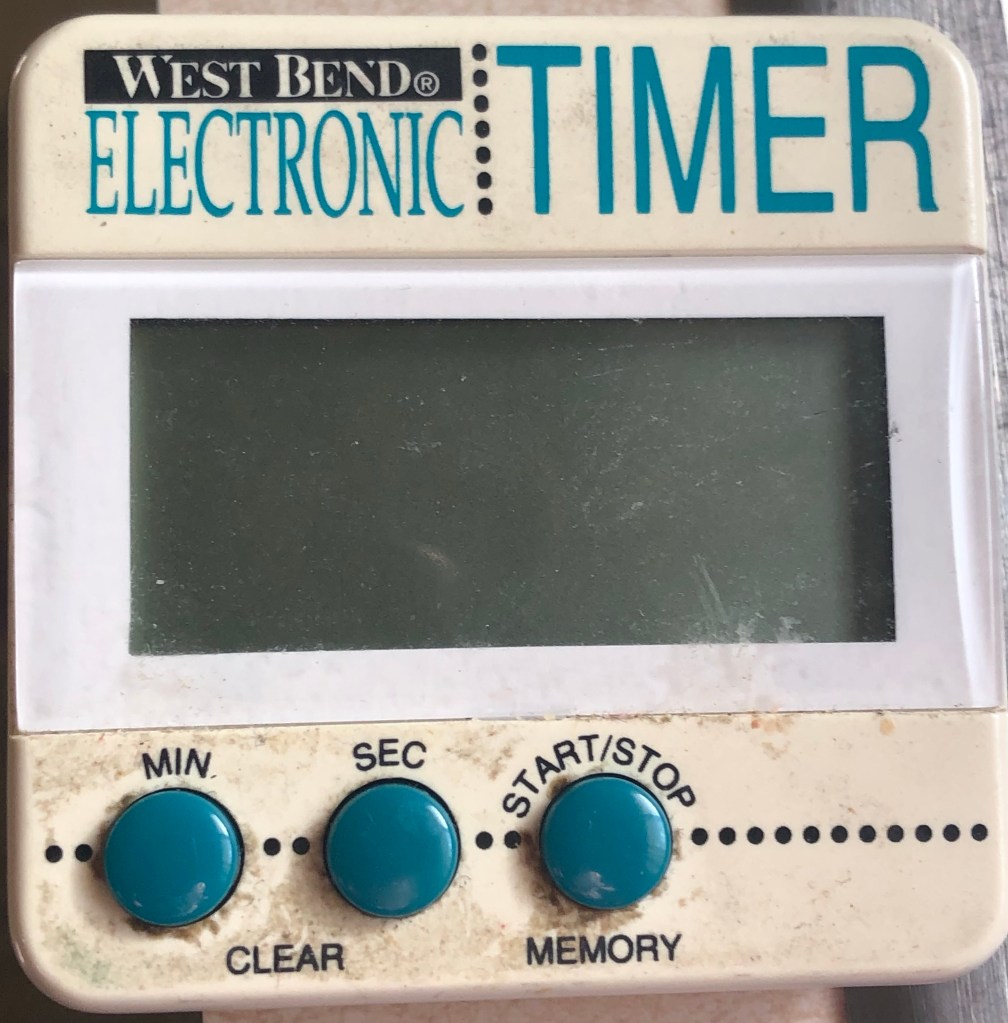 WEST BEND®
ELECTRONIC
TIMER
MIN.
SEC
START/STOP
CLEAR
MEMORY